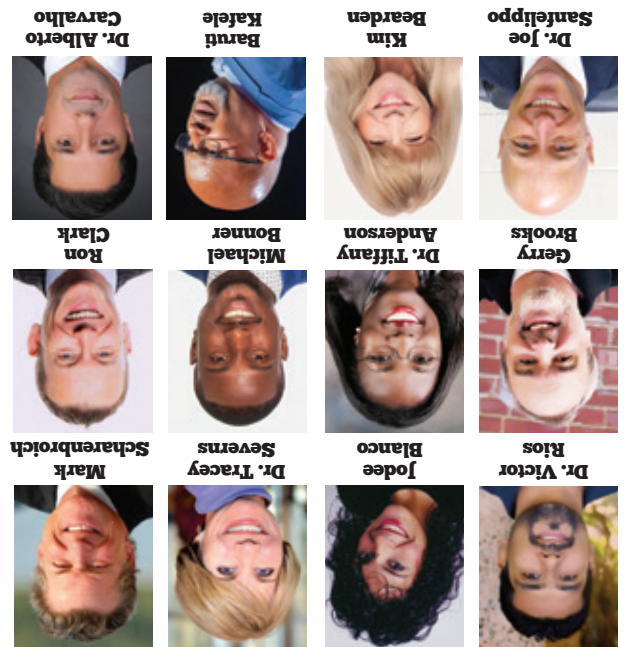 Dr. Victor
Rios
Jodee
Blanco
Dr. Tracey
Severns
Mark
Scharenbroich
Gerry
Brooks
Dr. Tiffany
Anderson
Michael
Bonner
Ron
Clark
Dr. Joe
Sanfelippo
Kim
Bearden
Baruti
Kafele
Dr. Alberto
Carvalho